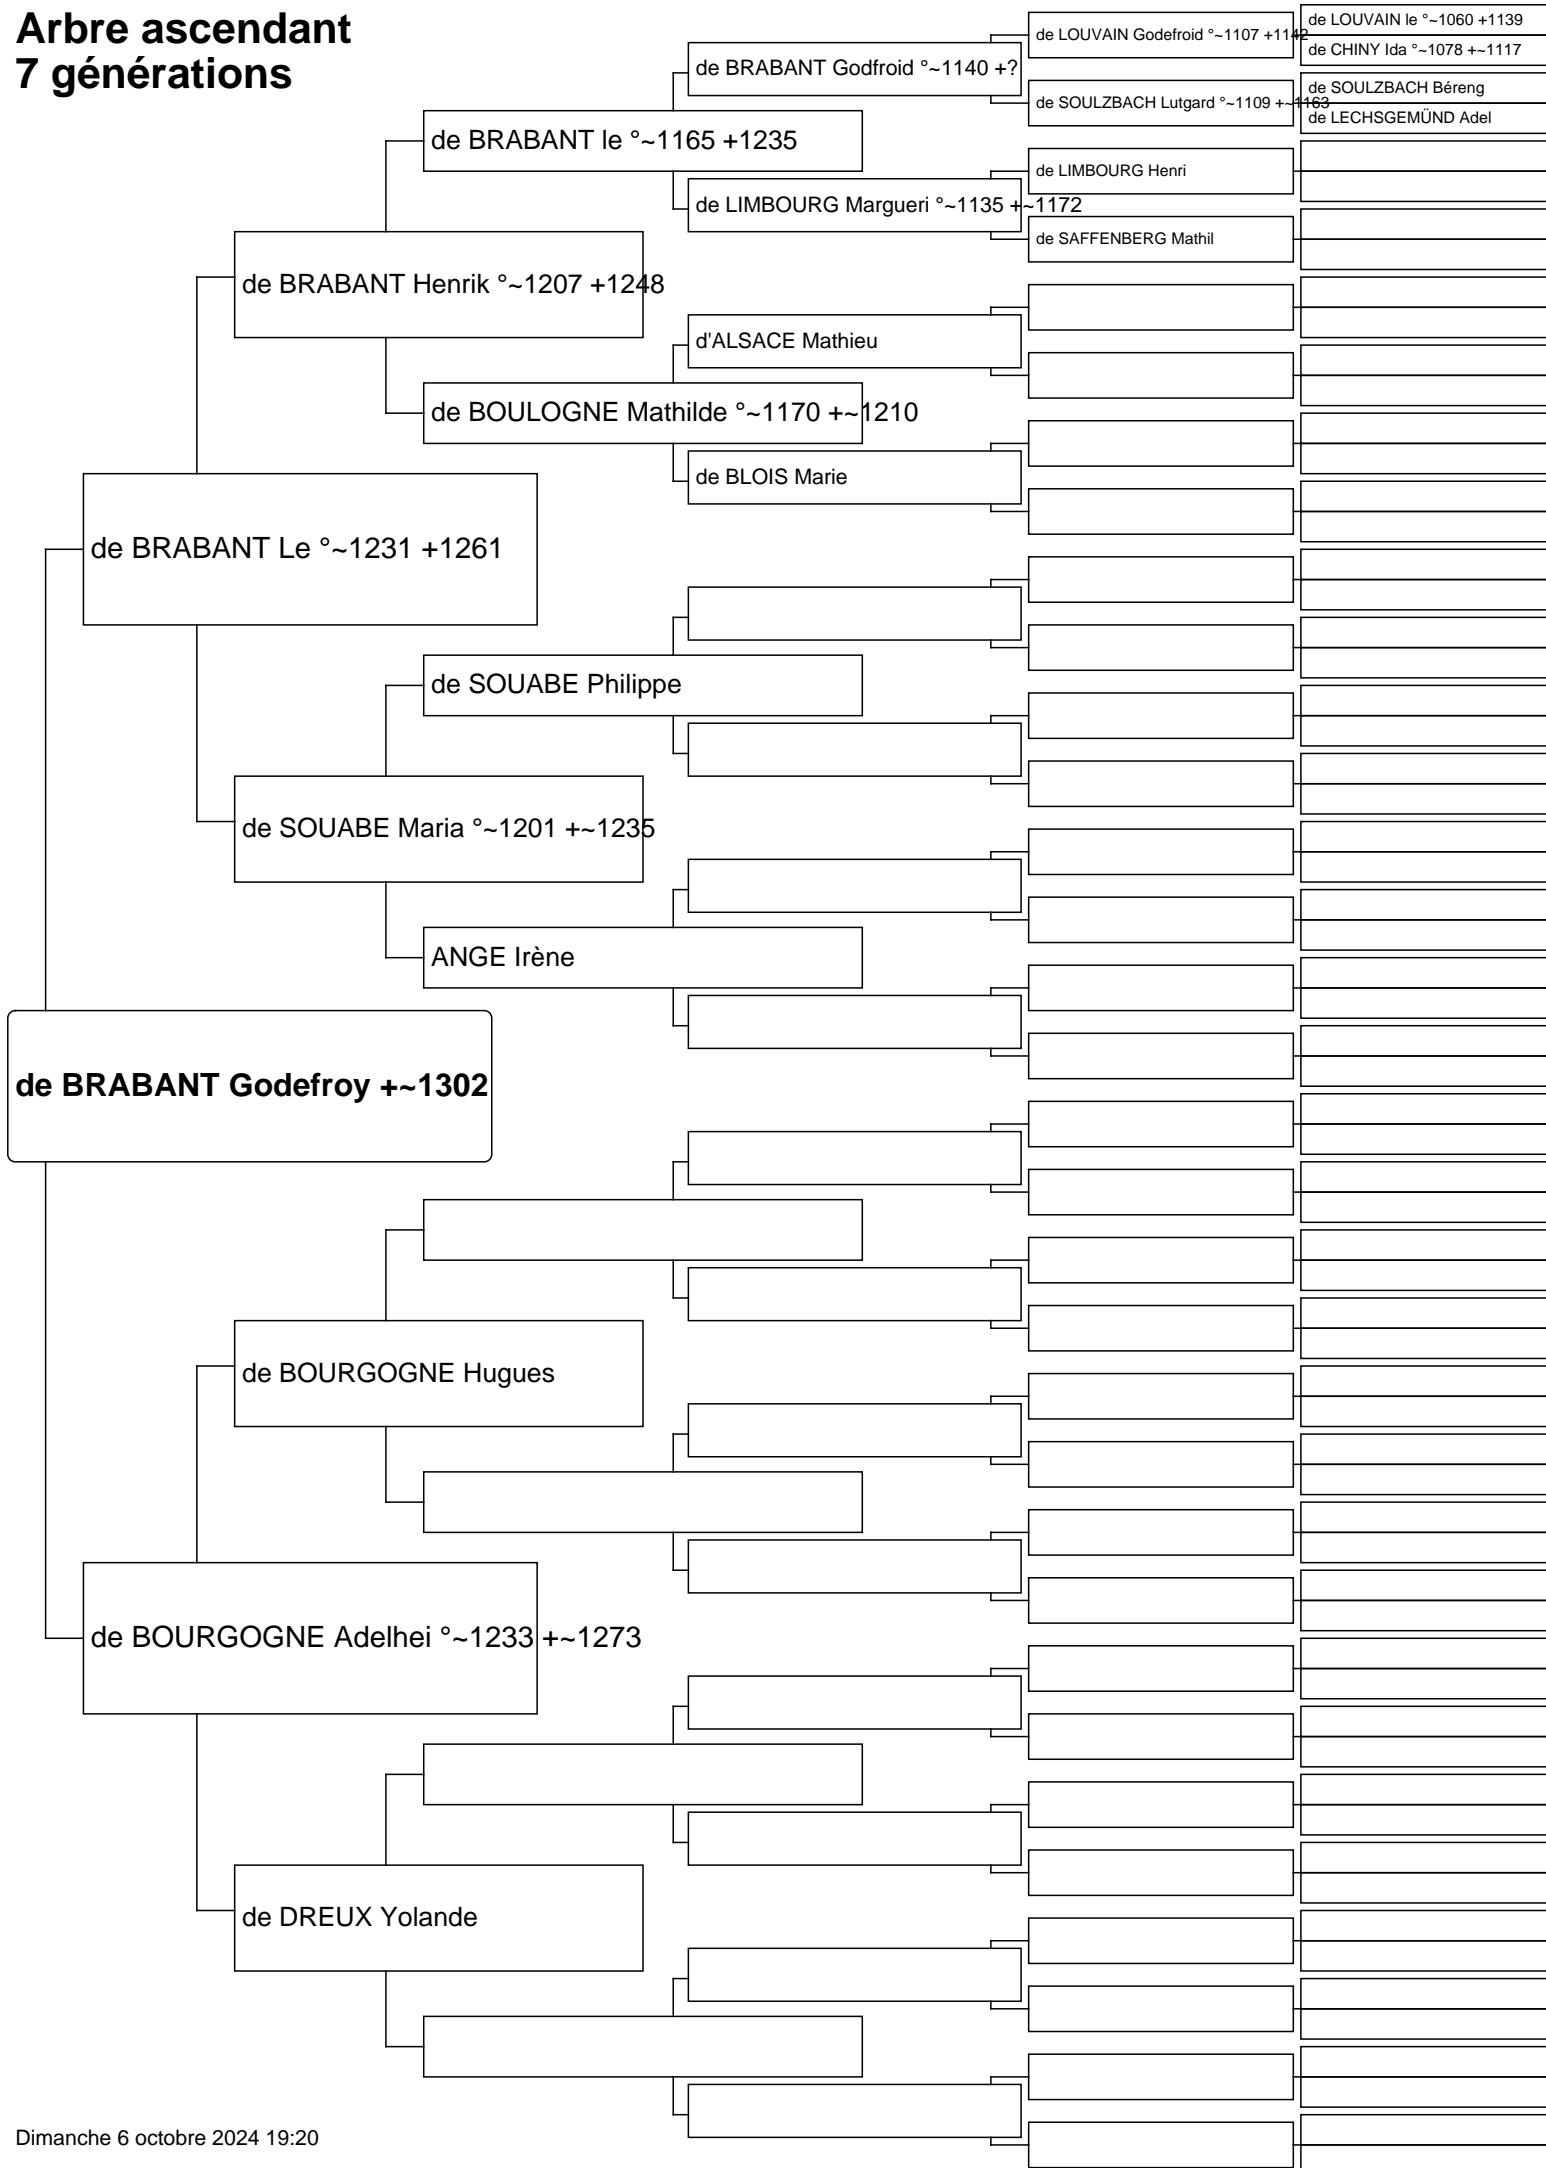 Arbre ascendant
7 générations
de LOUVAIN le °~1060 +1139
de LOUVAIN Godefroid °~1107 +1142
de CHINY Ida °~1078 +~1117
de BRABANT Godfroid °~1140 +?
de SOULZBACH Béreng
de SOULZBACH Lutgard °~1109 +~1163
de LECHSGEMÜND Adel
de BRABANT le °~1165 +1235
de LIMBOURG Henri
de LIMBOURG Margueri °~1135 +~1172
de SAFFENBERG Mathil
de BRABANT Henrik °~1207 +1248
d'ALSACE Mathieu
de BOULOGNE Mathilde °~1170 +~1210
de BLOIS Marie
de BRABANT Le °~1231 +1261
de SOUABE Philippe
de SOUABE Maria °~1201 +~1235
ANGE Irène
de BRABANT Godefroy +~1302
de BOURGOGNE Hugues
de BOURGOGNE Adelhei °~1233 +~1273
de DREUX Yolande
Dimanche 6 octobre 2024 19:20